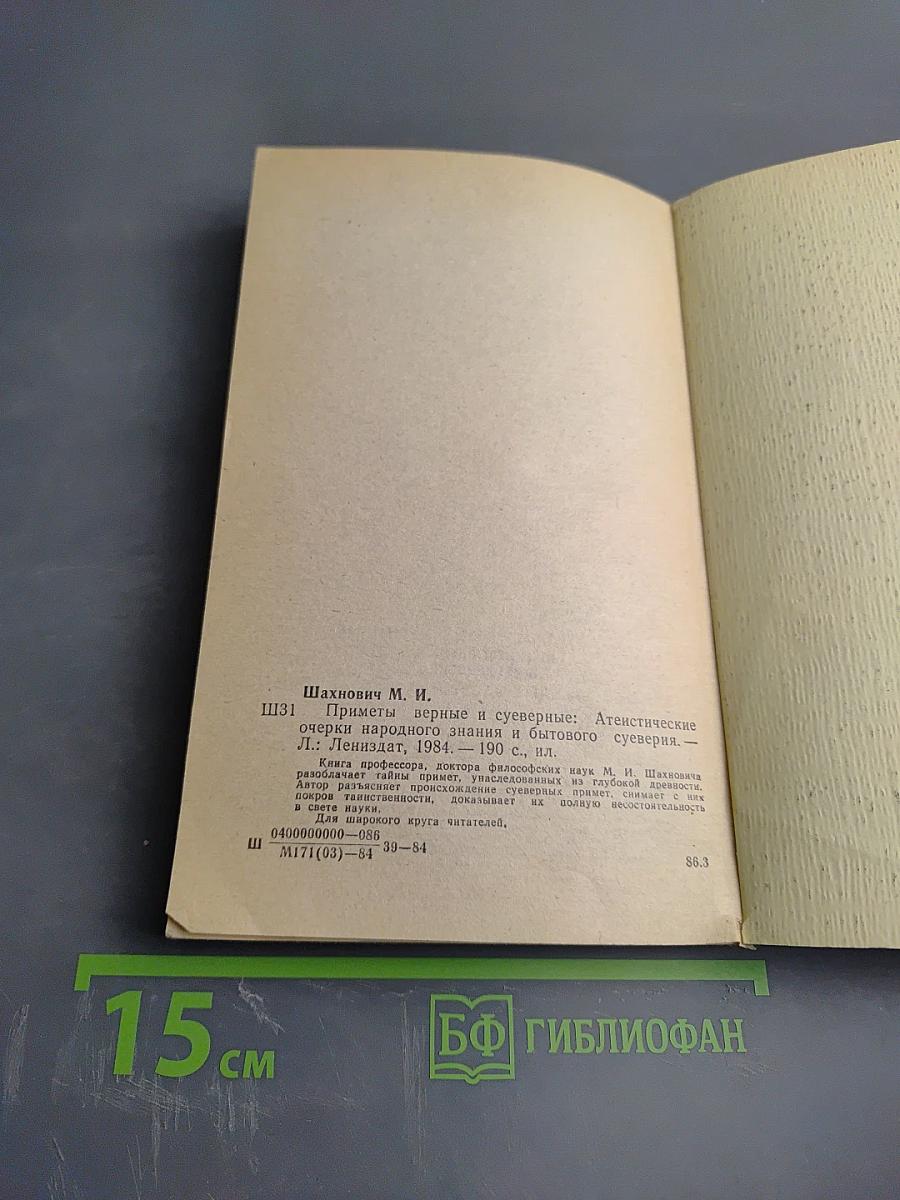 Шахнович М. И.
Ш31 Приметы верные и суеверные: Атеистические
очерки народного знания и бытового суеверия. —
Л.: Лениздат, 1984. — 190 с., ил.
Книга профессора, доктора философских наук М. И. Шахновича
разоблачает тайны примет, унаследованных из глубокой древности.
Автор разъясняет происхождение суеверных примет, снимает с них
покров таинственности, доказывает их полную несостоятельность
в свете науки.
Для широкого круга читателей.
Ш 0400000000—086
М171(03)—84 39—84
86.3
15 см
БФ ГИБЛИОФАН